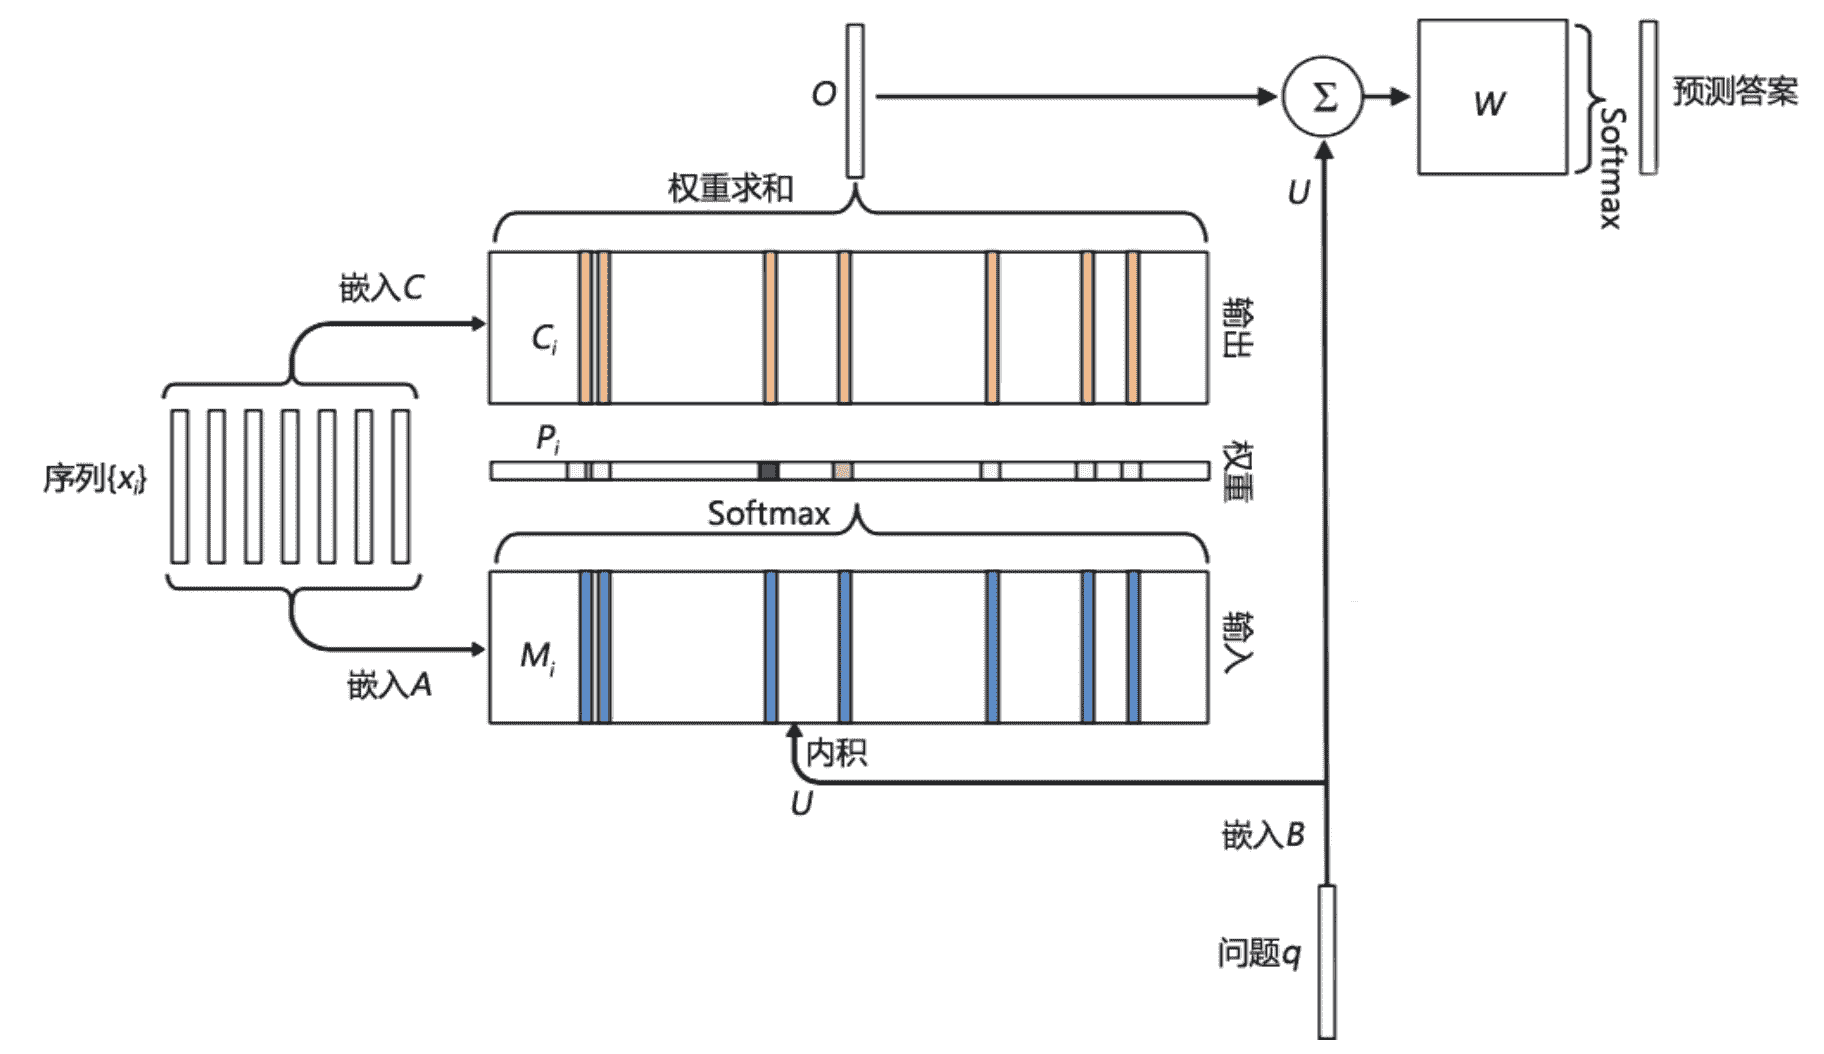 O
Σ
W
Softmax
预测答案
U
权重求和
嵌入C
Ci
输出
Pi
权重
序列{xi}
Softmax
Mi
输入
嵌入A
内积
U
嵌入B
问题q